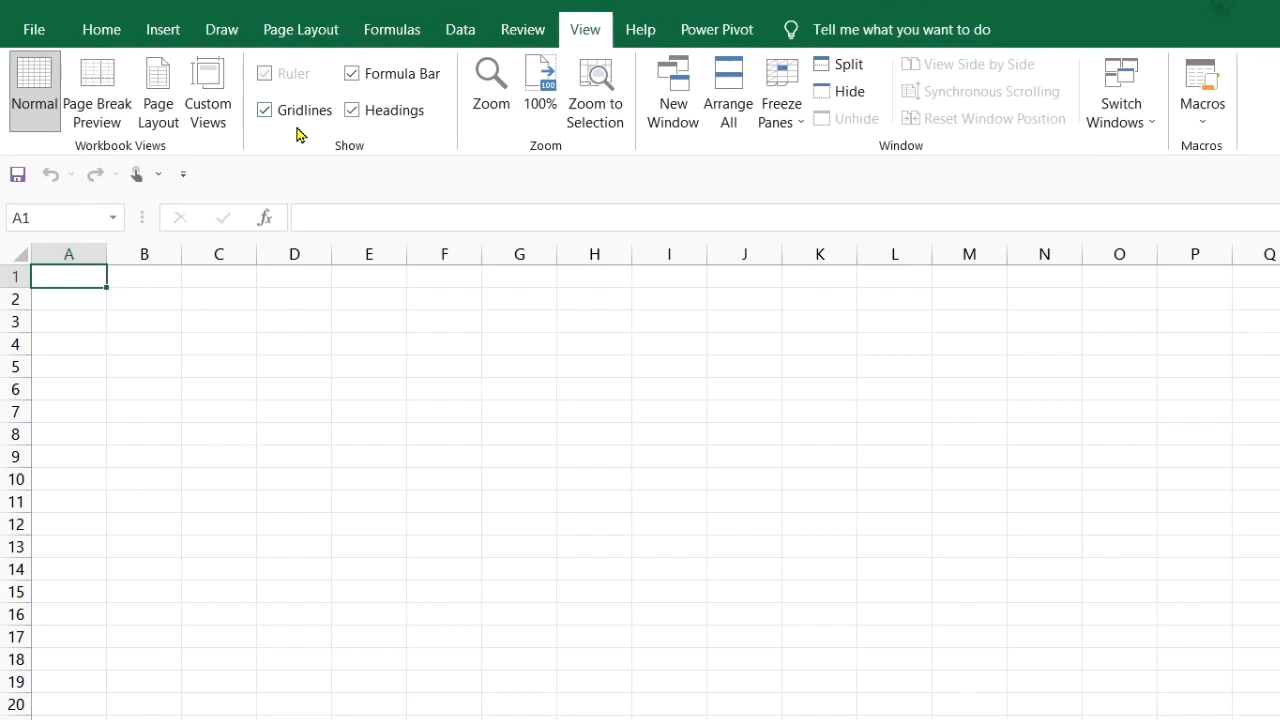 File Home Insert Draw Page Layout Formulas Data Review View Help Power Pivot Tell me what you want to do
Normal Page Break Preview Page Layout Custom Views
Workbook Views
Ruler Formula Bar
Gridlines Headings
Show
Zoom 100% Zoom to Selection
100
Zoom
New Window Arrange All Freeze Panes
Split
Hide
Unhide
View Side by Side
Synchronous Scrolling
Reset Window Position
Window
Switch Windows
Macros
Macros
A1 fx
A B C D E F G H I J K L M N O P Q
1
2
3
4
5
6
7
8
9
10
11
12
13
14
15
16
17
18
19
20